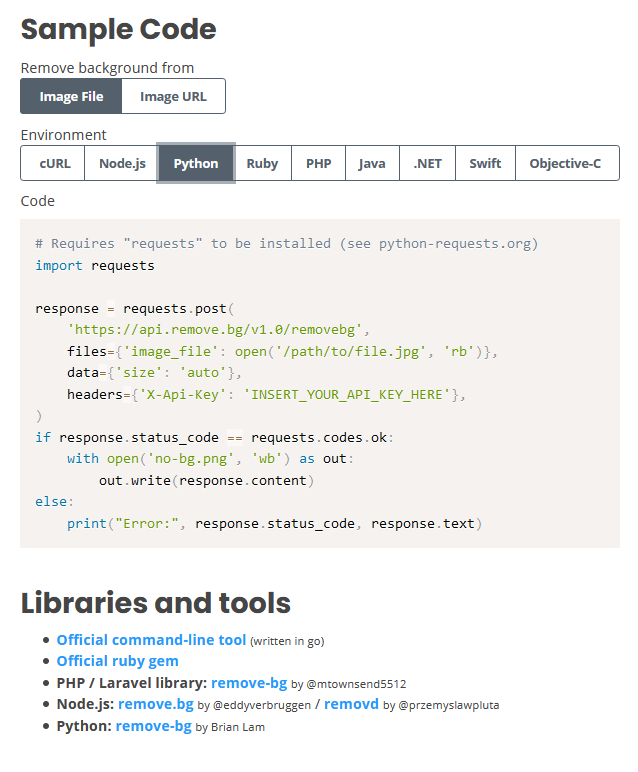 Sample Code
Remove background from
Image File Image URL
Environment
cURL Node.js Python Ruby PHP Java .NET Swift Objective-C
Code
# Requires "requests" to be installed (see python-requests.org)
import requests
response = requests.post(
    'https://api.remove.bg/v1.0/removebg',
    files={'image_file': open('/path/to/file.jpg', 'rb')},
    data={'size': 'auto'},
    headers={'X-Api-Key': 'INSERT_YOUR_API_KEY_HERE'},
)
if response.status_code == requests.codes.ok:
    with open('no-bg.png', 'wb') as out:
        out.write(response.content)
else:
    print("Error:", response.status_code, response.text)
Libraries and tools
• Official command-line tool (written in go)
• Official ruby gem
• PHP / Laravel library: remove-bg by @mtownsend5512
• Node.js: remove.bg by @eddyverbruggen / removd by @przemyslawpluta
• Python: remove-bg by Brian Lam